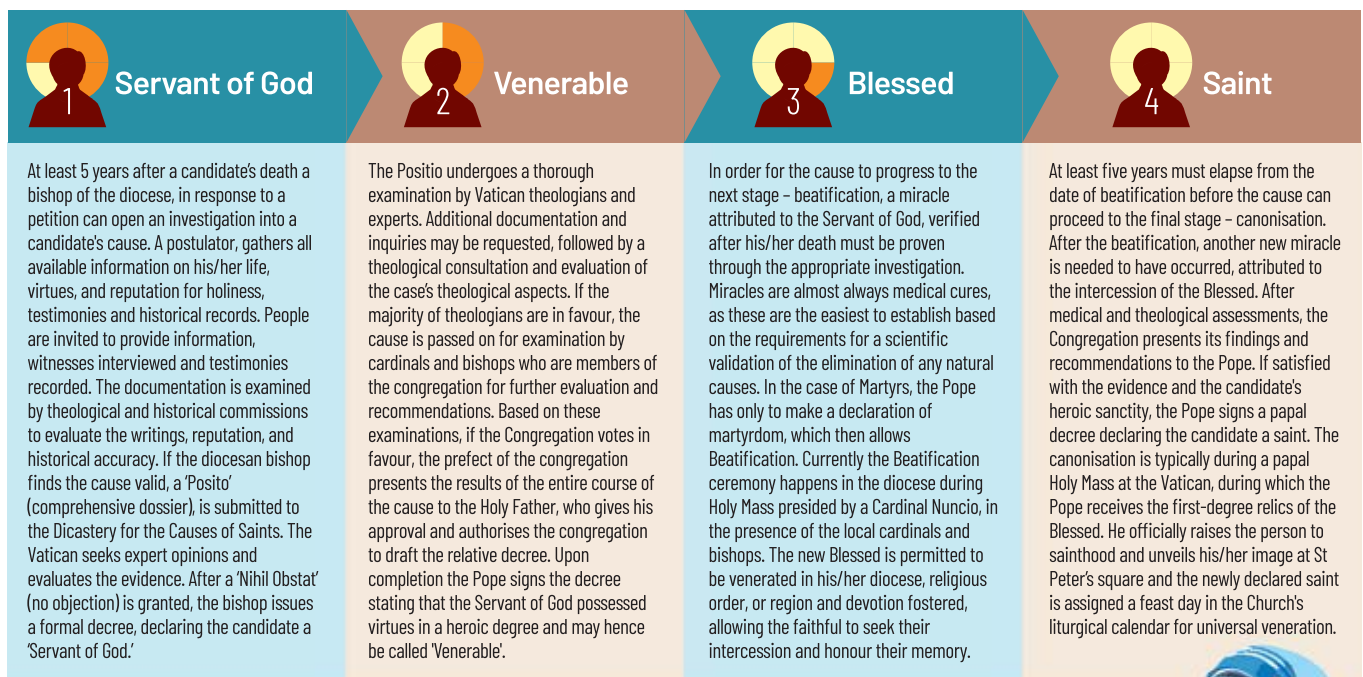 1
Servant of God
At least 5 years after a candidate's death a
bishop of the diocese, in response to a
petition can open an investigation into a
candidate's cause. A postulator, gathers all
available information on his/her life,
virtues, and reputation for holiness,
testimonies and historical records. People
are invited to provide information,
witnesses interviewed and testimonies
recorded. The documentation is examined
by theological and historical commissions
to evaluate the writings, reputation, and
historical accuracy. If the diocesan bishop
finds the cause valid, a ‘Posito’
(comprehensive dossier), is submitted to
the Dicastery for the Causes of Saints. The
Vatican seeks expert opinions and
evaluates the evidence. After a ‘Nihil Obstat’
(no objection) is granted, the bishop issues
a formal decree, declaring the candidate a
‘Servant of God.’
2
Venerable
The Positio undergoes a thorough
examination by Vatican theologians and
experts. Additional documentation and
inquiries may be requested, followed by a
theological consultation and evaluation of
the case’s theological aspects. If the
majority of theologians are in favour, the
cause is passed on for examination by
cardinals and bishops who are members of
the congregation for further evaluation and
recommendations. Based on these
examinations, if the Congregation votes in
favour, the prefect of the congregation
presents the results of the entire course of
the cause to the Holy Father, who gives his
approval and authorises the congregation
to draft the relative decree. Upon
completion the Pope signs the decree
stating that the Servant of God possessed
virtues in a heroic degree and may hence
be called 'Venerable'.
3
Blessed
In order for the cause to progress to the
next stage – beatification, a miracle
attributed to the Servant of God, verified
after his/her death must be proven
through the appropriate investigation.
Miracles are almost always medical cures,
as these are the easiest to establish based
on the requirements for a scientific
validation of the elimination of any natural
causes. In the case of Martyrs, the Pope
has only to make a declaration of
martyrdom, which then allows
Beatification. Currently the Beatification
ceremony happens in the diocese during
Holy Mass presided by a Cardinal Nuncio, in
the presence of the local cardinals and
bishops. The new Blessed is permitted to
be venerated in his/her diocese, religious
order, or region and devotion fostered,
allowing the faithful to seek their
intercession and honour their memory.
4
Saint
At least five years must elapse from the
date of beatification before the cause can
proceed to the final stage – canonisation.
After the beatification, another new miracle
is needed to have occurred, attributed to
the intercession of the Blessed. After
medical and theological assessments, the
Congregation presents its findings and
recommendations to the Pope. If satisfied
with the evidence and the candidate's
heroic sanctity, the Pope signs a papal
decree declaring the candidate a saint. The
canonisation is typically during a papal
Holy Mass at the Vatican, during which the
Pope receives the first-degree relics of the
Blessed. He officially raises the person to
sainthood and unveils his/her image at St
Peter’s square and the newly declared saint
is assigned a feast day in the Church's
liturgical calendar for universal veneration.